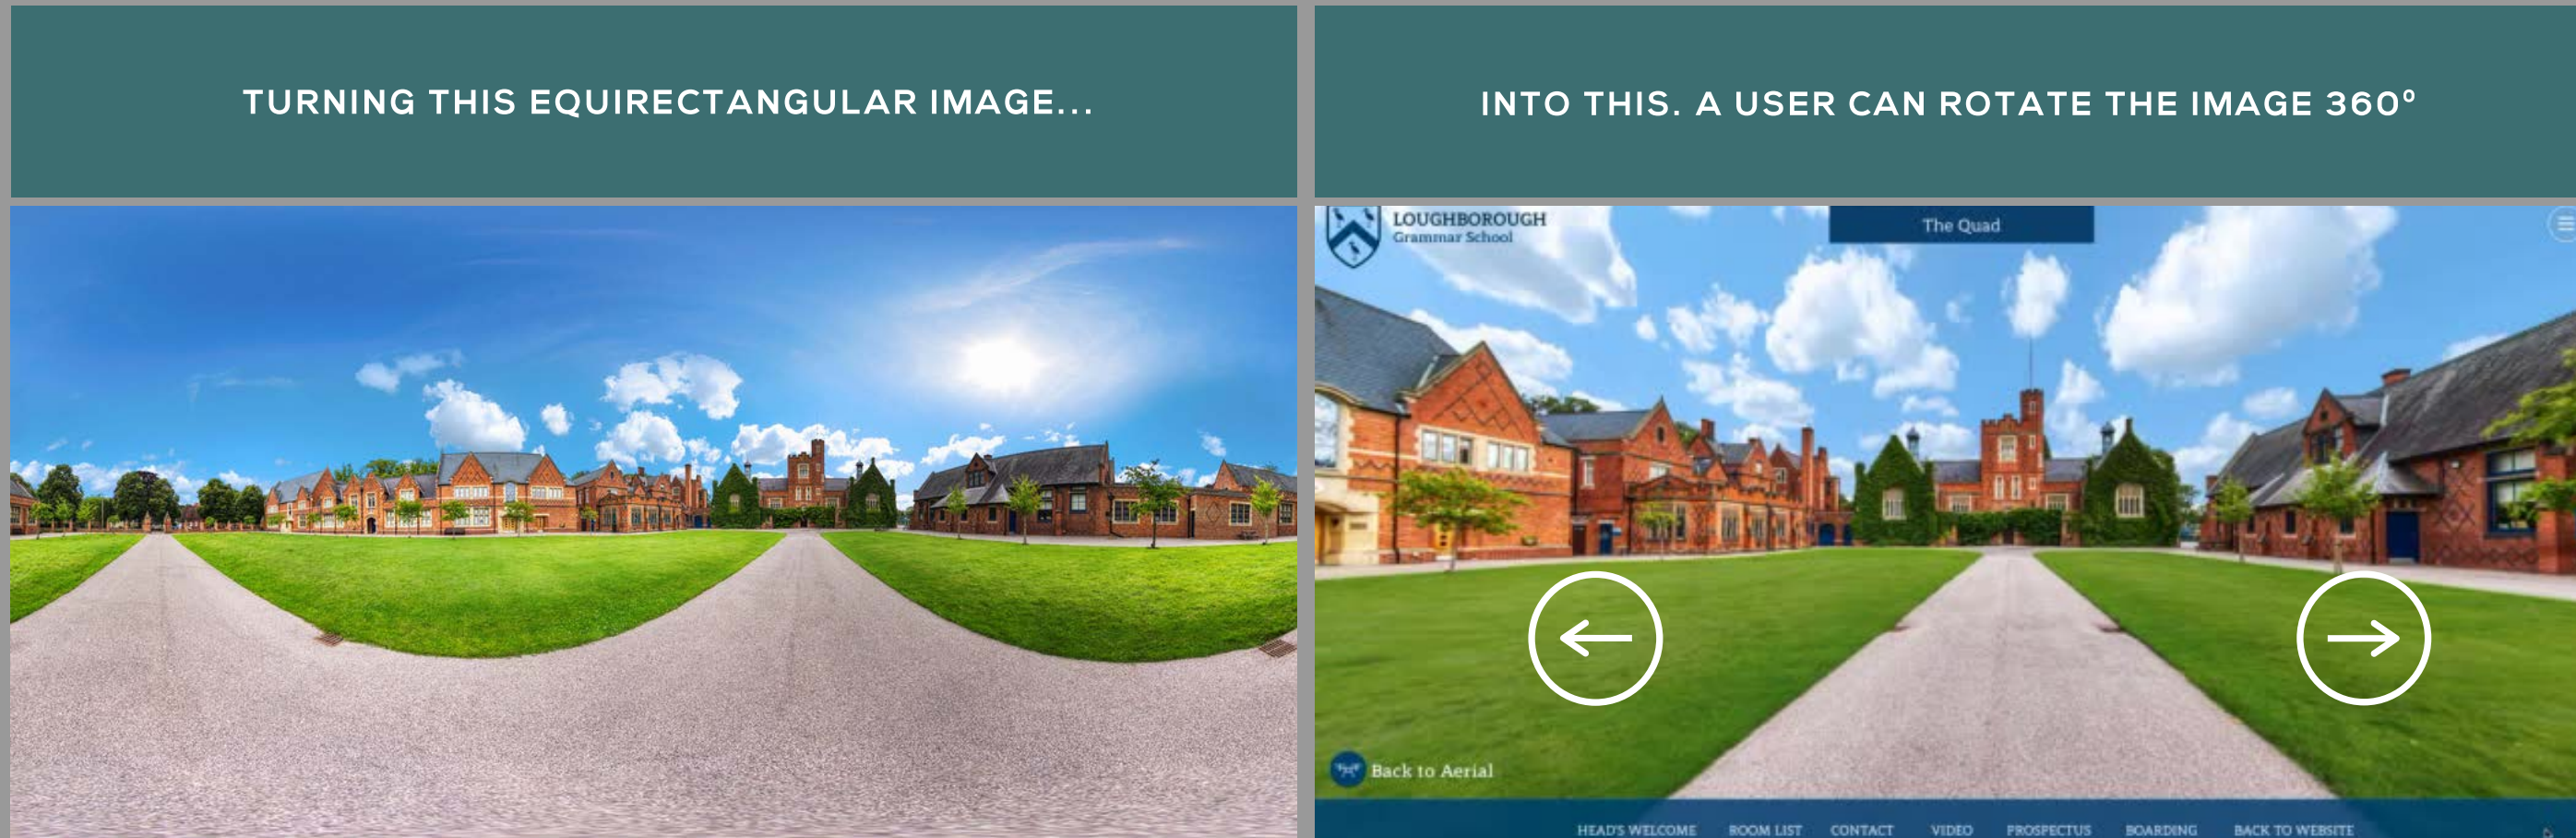 TURNING THIS EQUIRECTANGULAR IMAGE...
INTO THIS. A USER CAN ROTATE THE IMAGE 360º
LOUGHBOROUGH
Grammar School
The Quad
Back to Aerial
HEAD'S WELCOME ROOM LIST CONTACT VIDEO PROSPECTUS BOARDING BACK TO WEBSITE